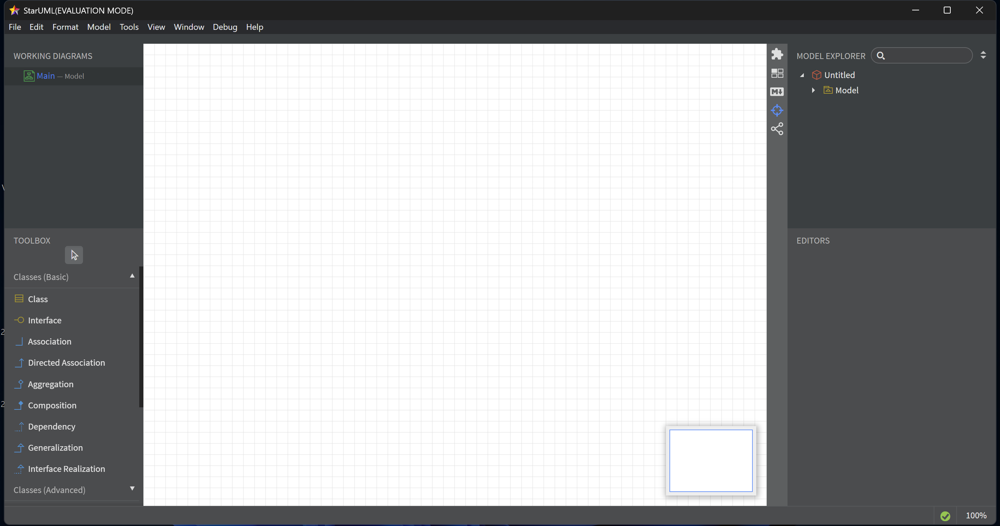 StarUML(EVALUATION MODE)
File Edit Format Model Tools View Window Debug Help
WORKING DIAGRAMS
Main — Model
TOOLBOX
Classes (Basic)
Class
Interface
Association
Directed Association
Aggregation
Composition
Dependency
Generalization
Interface Realization
Classes (Advanced)
M
MODEL EXPLORER
Untitled
Model
EDITORS
100%
2
2